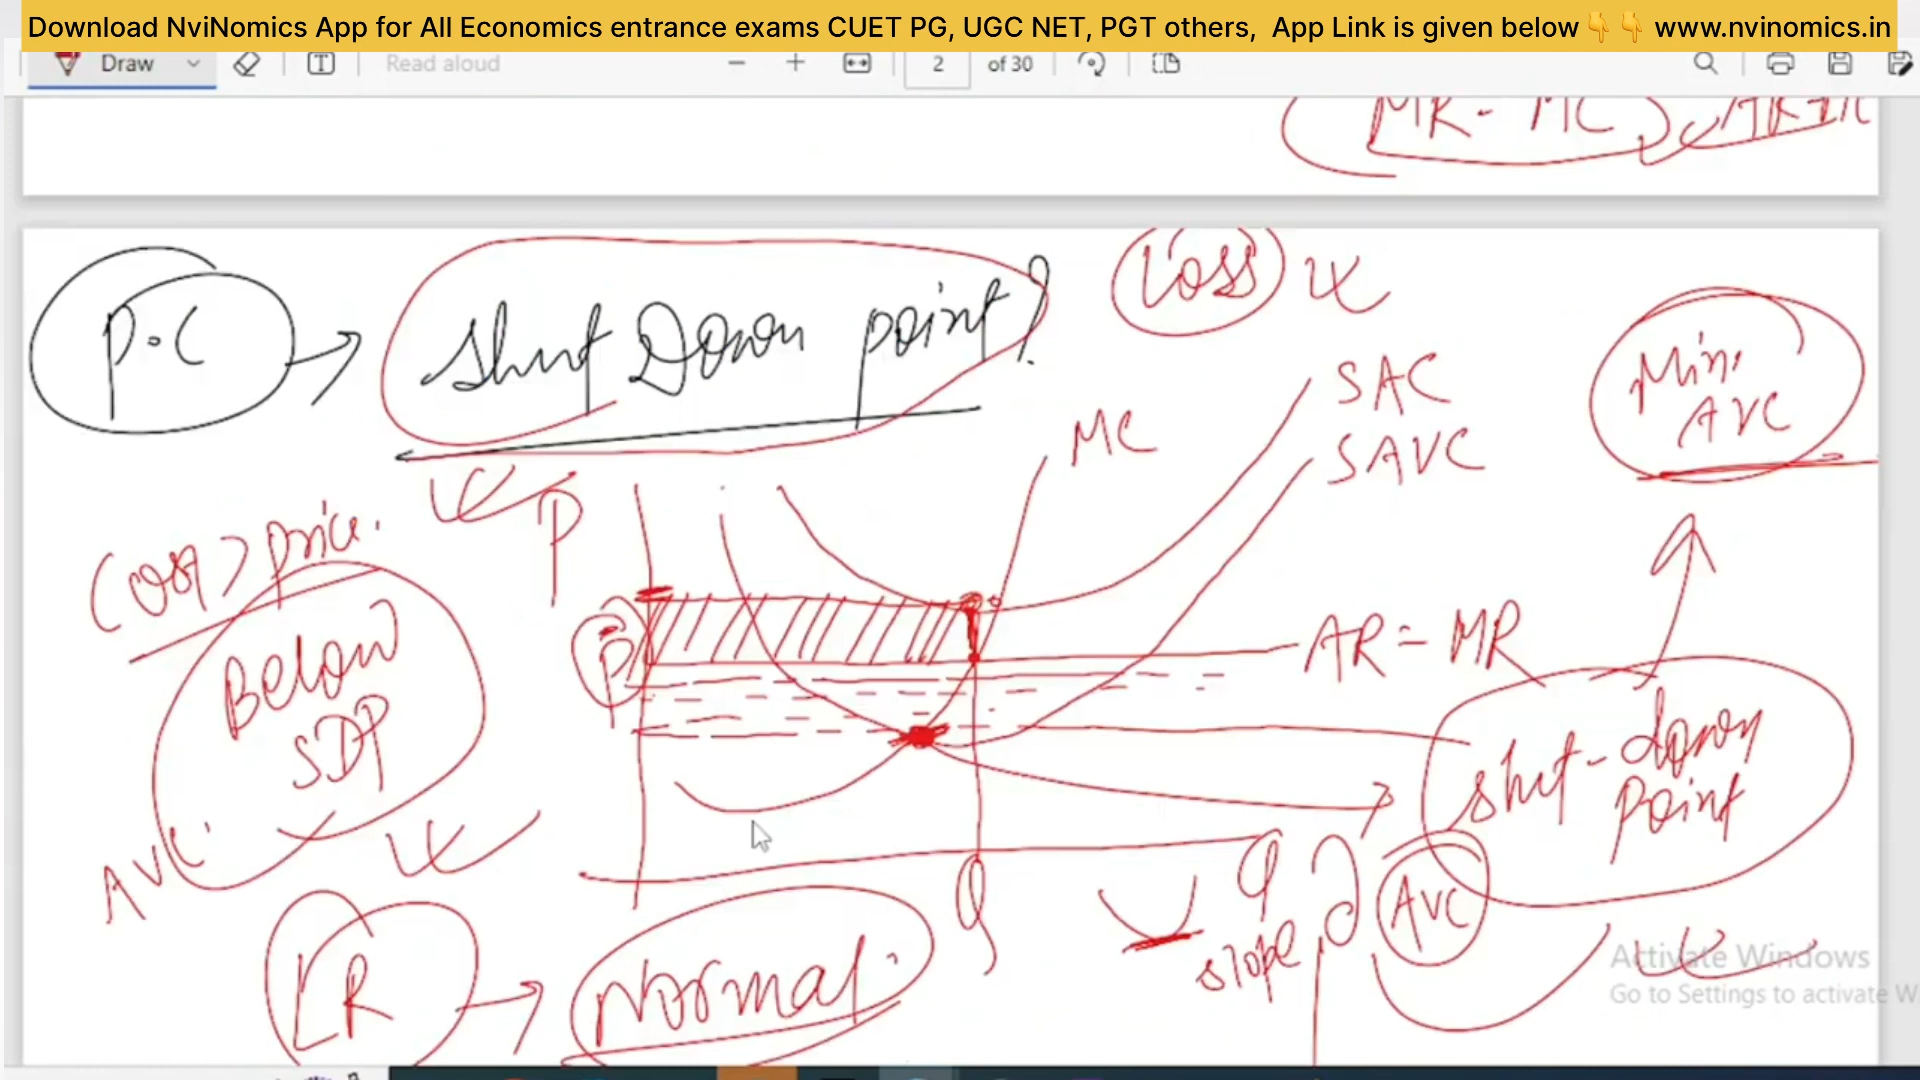 Download NviNomics App for All Economics entrance exams CUET PG, UGC NET, PGT others, App Link is given below👇👇 www.nvinomics.in
Draw
T
Read aloud
2 of 30
MR = MC
P.C
Shut Down point?
Loss
Min. AVC
SAC
MC
SAVC
P
Cost > price.
P
AR = MR
Below SDP
Shut-down point
AVC
Q
Q
slope
AVC
LR
Normal.
Activate Windows
Go to Settings to activate W